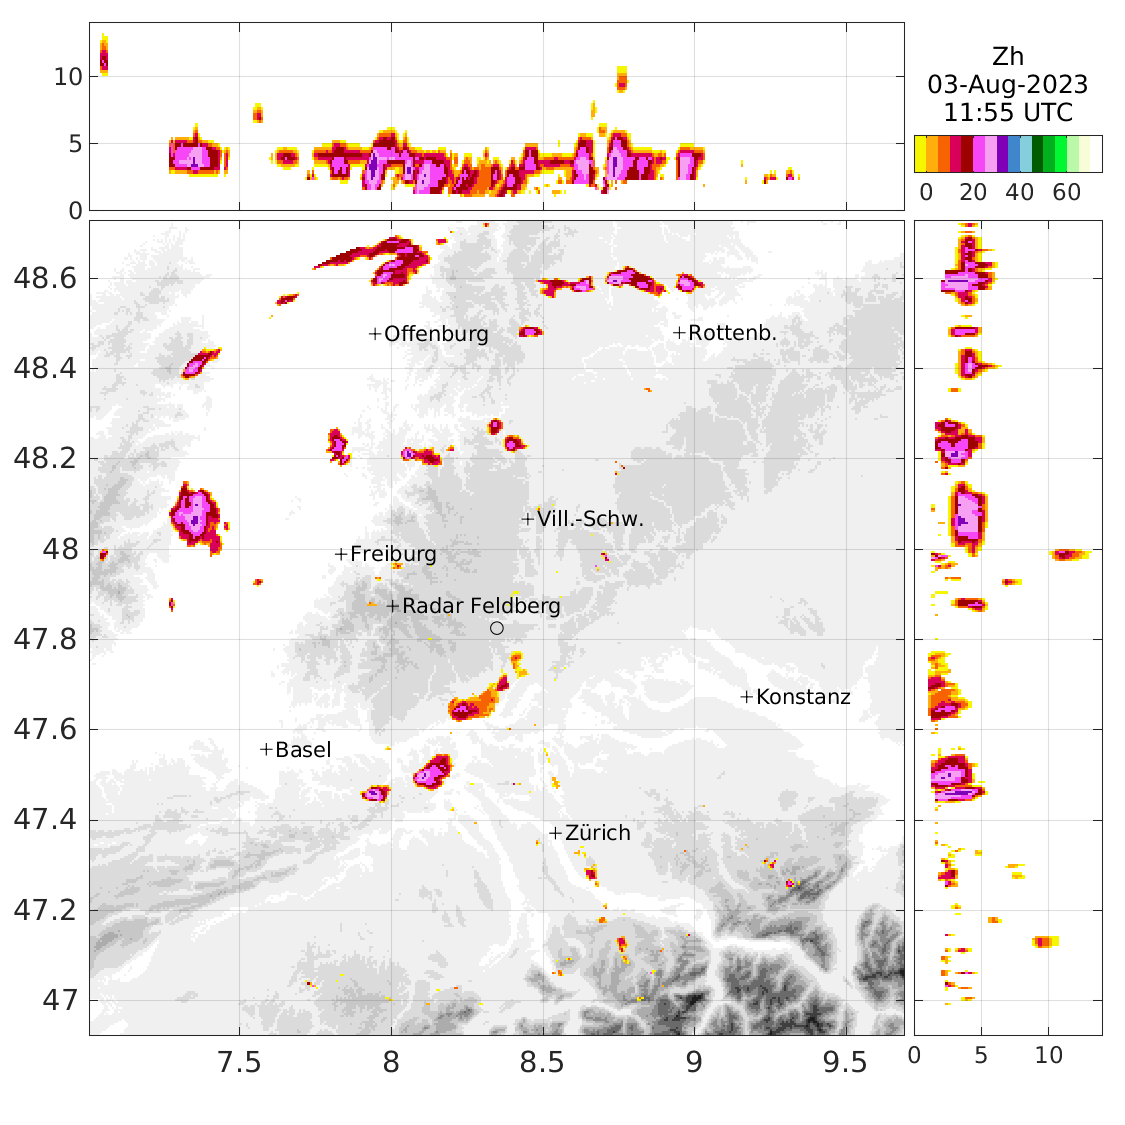 Zh
03-Aug-2023
11:55 UTC
0 20 40 60
10
5
0
48.6
48.4
48.2
48
47.8
47.6
47.4
47.2
47
+Offenburg
+Rottenb.
+Vill.-Schw.
+Freiburg
+Radar Feldberg
+Konstanz
+Basel
+Zürich
7.5 8 8.5 9 9.5
0 5 10